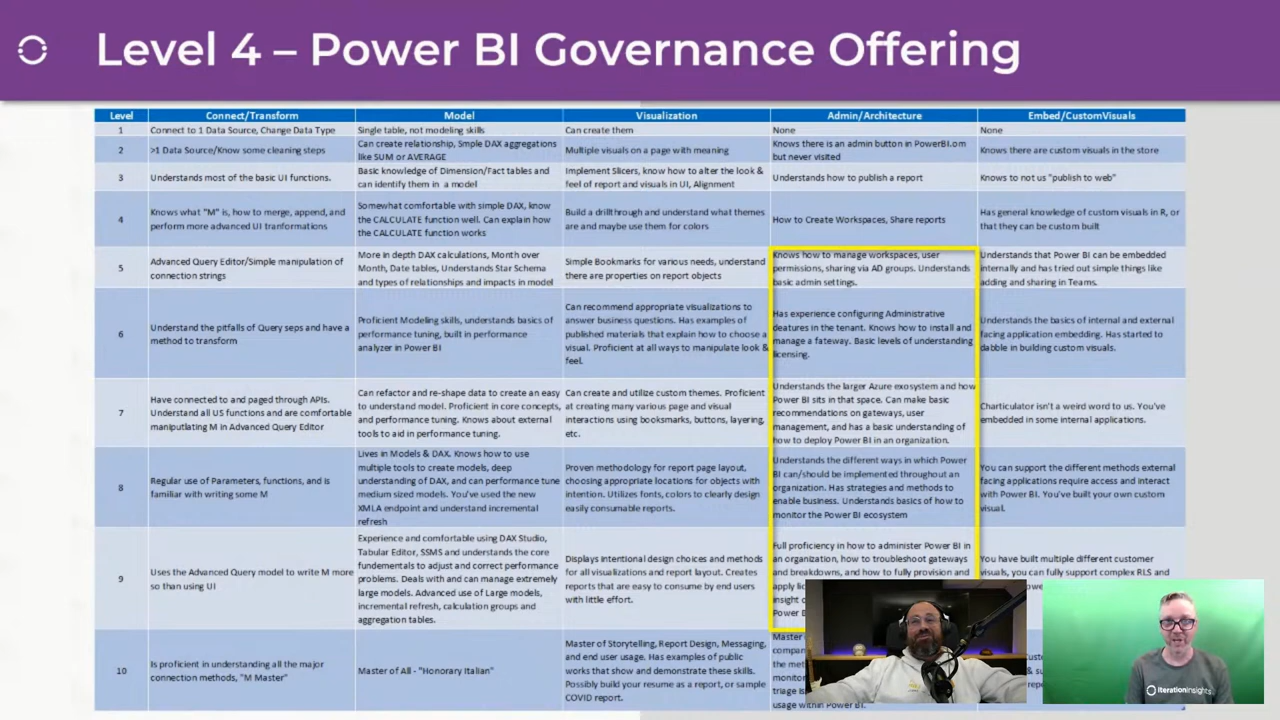 Level 4 – Power BI Governance Offering
Level Connect/Transform Model Visualization Admin/Architecture Embed/CustomVisuals
1
Connect to 1 Data Source, Change Data Type
Single table, not modeling skills
Can create them
None
None
2
>1 Data Source/Know some cleaning steps
Can create relationship, Smple DAX aggregations
like SUM or AVERAGE
Multiple visuals on a page with meaning
Knows there is an admin button in PowerBI.om
but never visited
Knows there are custom visuals in the store
3
Understands most of the basic UI functions.
Basic knowledge of Dimension/Fact tables and
can identify them in a model
Implement Slicers, know how to alter the look &
feel of report and visuals in UI, Alignment
Understands how to publish a report
Knows to not us "publish to web"
4
Knows what "M" is, how to merge, append, and
perform more advanced UI tranformations
Somewhat comfortable with simple DAX, know
the CALCULATE function well. Can explain how
the CALCULATE function works
Build a drillthrough and understand what themes
are and maybe use them for colors
How to Create Workspaces, Share reports
Has general knowledge of custom visuals in R, or
that they can be custom built
5
Advanced Query Editor/Simple manipulation of
connection strings
More in depth DAX calculations, Month over
Month, Date tables, Understands Star Schema
and types of relationships and impacts in model
Simple Bookmarks for various needs, understand
there are properties on report objects
Knows how to manage workspaces, user
permissions, sharing via AD groups. Understands
basic admin settings.
Understands that Power BI can be embedded
internally and has tried out simple things like
adding and sharing in Teams.
6
Understand the pitfalls of Query seps and have a
method to transform
Proficient Modeling skills, understands basics of
performance tuning, built in performance
analyzer in Power BI
Can recommend appropriate visualizations to
answer business questions. Has examples of
published materials that explain how to choose a
visual. Proficient at all ways to manipulate look &
feel.
Has experience configuring Administrative
deatures in the tenant. Knows how to install and
manage a fateway. Basic levels of understanding
licensing.
Understands the basics of internal and external
facing application embedding. Has started to
dabble in building custom visuals.
7
Have connected to and paged through APIs.
Understand all US functions and are comfortable
maniputlating M in Advanced Query Editor
Can refactor and re-shape data to create an easy
to understand model. Proficient in core concepts,
and performance tuning. Knows about external
tools to aid in performance tuning.
Can create and utilize custom themes. Proficient
at creating many various page and visual
interactions using booksmarks, buttons, layering,
etc.
Understands the larger Azure exosystem and how
Power BI sits in that space. Can make basic
recommendations on gateways, user
management, and has a basic understanding of
how to deploy Power BI in an organization.
Charticulator isn't a weird word to us. You've
embedded in some internal applications.
8
Regular use of Parameters, functions, and is
familiar with writing some M
Lives in Models & DAX. Knows how to use
multiple tools to create models, deep
understanding of DAX, and can performance tune
medium sized models. You've used the new
XMLA endpoint and understand incremental
refresh
Proven methodology for report page layout,
choosing appropriate locations for objects with
intention. Utilizes fonts, colors to clearly design
easily consumable reports.
Understands the different ways in which Power
BI can/should be implemented throughout an
organization. Has strategies and methods to
enable business. Understands basics of how to
monitor the Power BI ecosystem
You can support the different methods external
facing applications require access and interact
with Power BI. You've built your own custom
visual.
9
Uses the Advanced Query model to write M more
so than using UI
Experience and comfortable using DAX Studio,
Tabular Editor, SSMS and understands the core
fundementals to adjust and correct performance
problems. Deals with and can manage extremely
large models. Advanced use of Large models,
incremental refresh, calculation groups and
aggregation tables.
Displays intentional design choices and methods
for all visualizations and report layout. Creates
reports that are easy to consume by end users
with little effort.
Full proficiency in how to administer Power BI in
an organization, how to troubleshoot gateways
and breakdowns, and how to fully provision and
apply
insight
Power
You have built multiple different customer
visuals, you can fully support complex RLS and
10
Is proficient in understanding all the major
connection methods, "M Master"
Master of All - "Honorary Italian"
Master of Storytelling, Report Design, Messaging,
and end user usage. Has examples of public
works that show and demonstrate these skills.
Possibly build your resume as a report, or sample
COVID report.
Master
the
triage
usage within Power BI.
iterationinsights